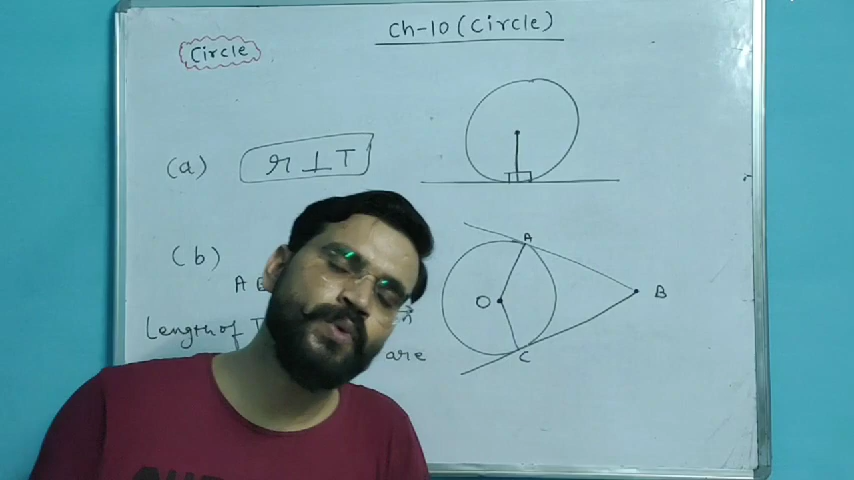 Ch-10 (Circle)
Circle
(a) r ⊥ T
(b)
A
Length of T
are
A
O
B
C